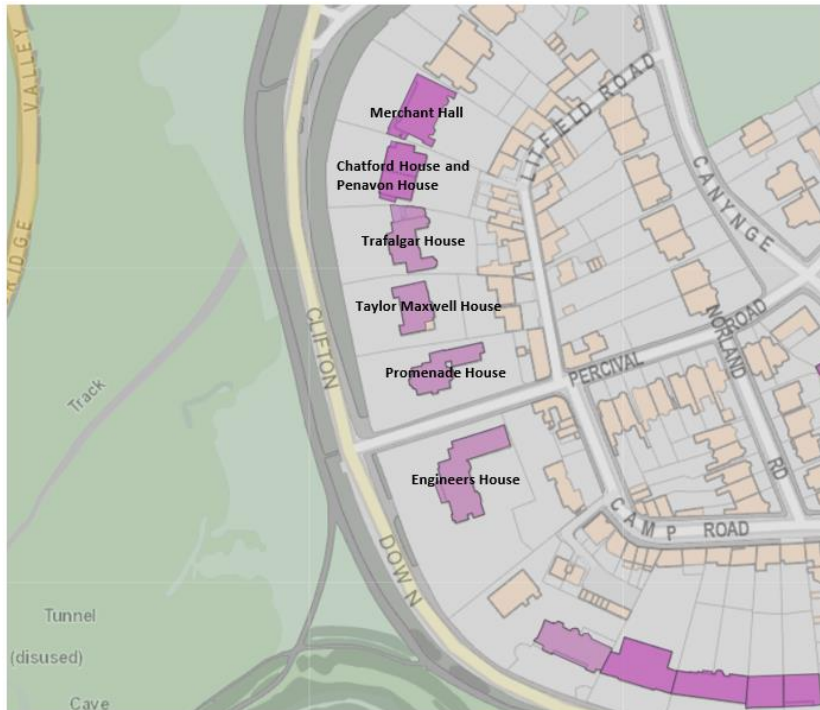 VALLEY
RIDGE
Merchant Hall
LITFIELD ROAD
Chatford House and
Penavon House
CANYNGE
Trafalgar House
Taylor Maxwell House
CLIFTON
NORLAND
ROAD
Promenade House
PERCIVAL
Track
Engineers House
RD
CAMP ROAD
DOWN
Tunnel
(disused)
Cave